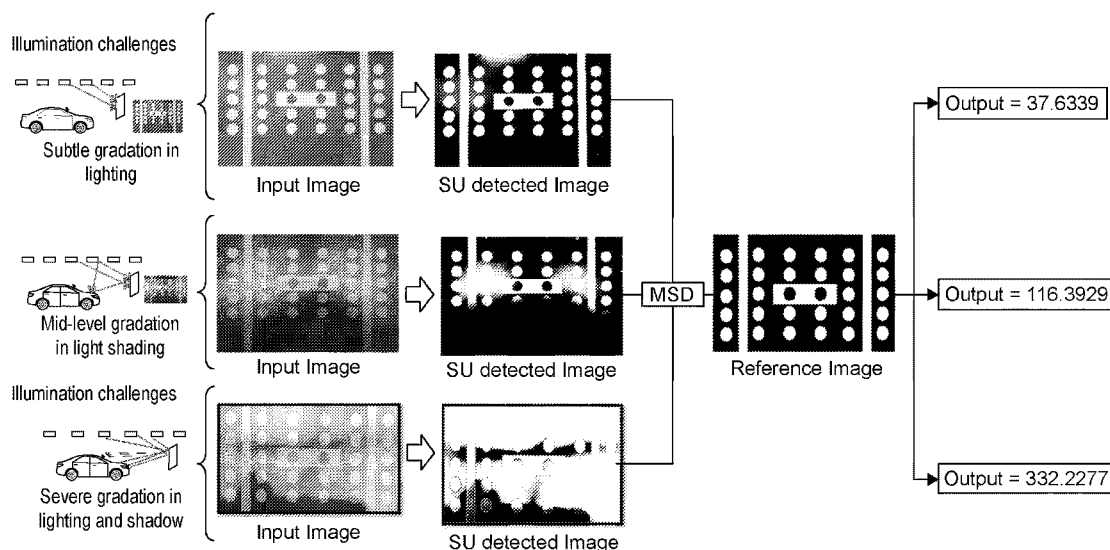 Illumination challenges
Subtle gradation in
lighting
Input Image
SU detected Image
Output = 37.6339
Mid-level gradation
in light shading
Input Image
SU detected Image
MSD
Reference Image
Output = 116.3929
Illumination challenges
Severe gradation in
lighting and shadow
Input Image
SU detected Image
Output = 332.2277